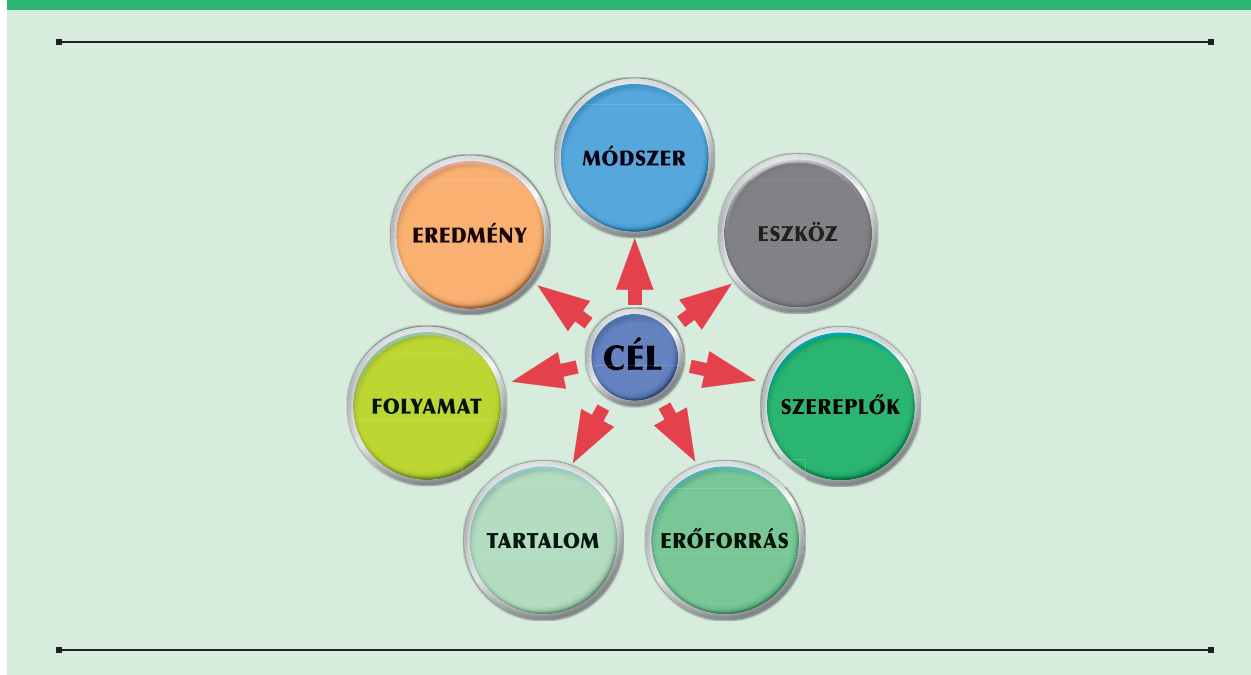 MÓDSZER
EREDMÉNY
ESZKÖZ
CÉL
FOLYAMAT
SZEREPLŐK
TARTALOM
ERŐFORRÁS